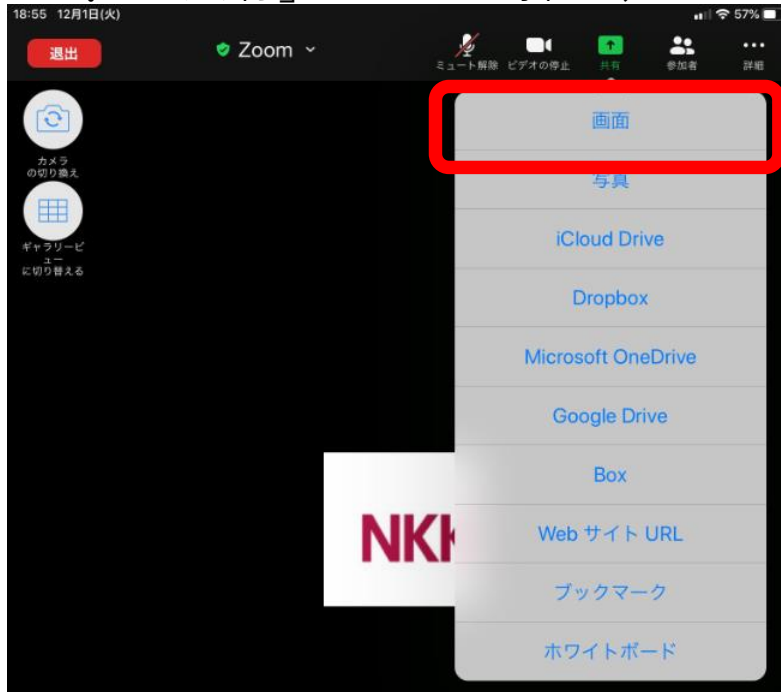 18:55 12月1日(火)
57%
退出
Zoom
ミュート解除
ビデオの停止
共有
参加者
詳細
カメラ
の切り換え
ギャラリービ
ュー
に切り替える
画面
写真
iCloud Drive
Dropbox
Microsoft OneDrive
Google Drive
Box
Web サイト URL
ブックマーク
ホワイトボード